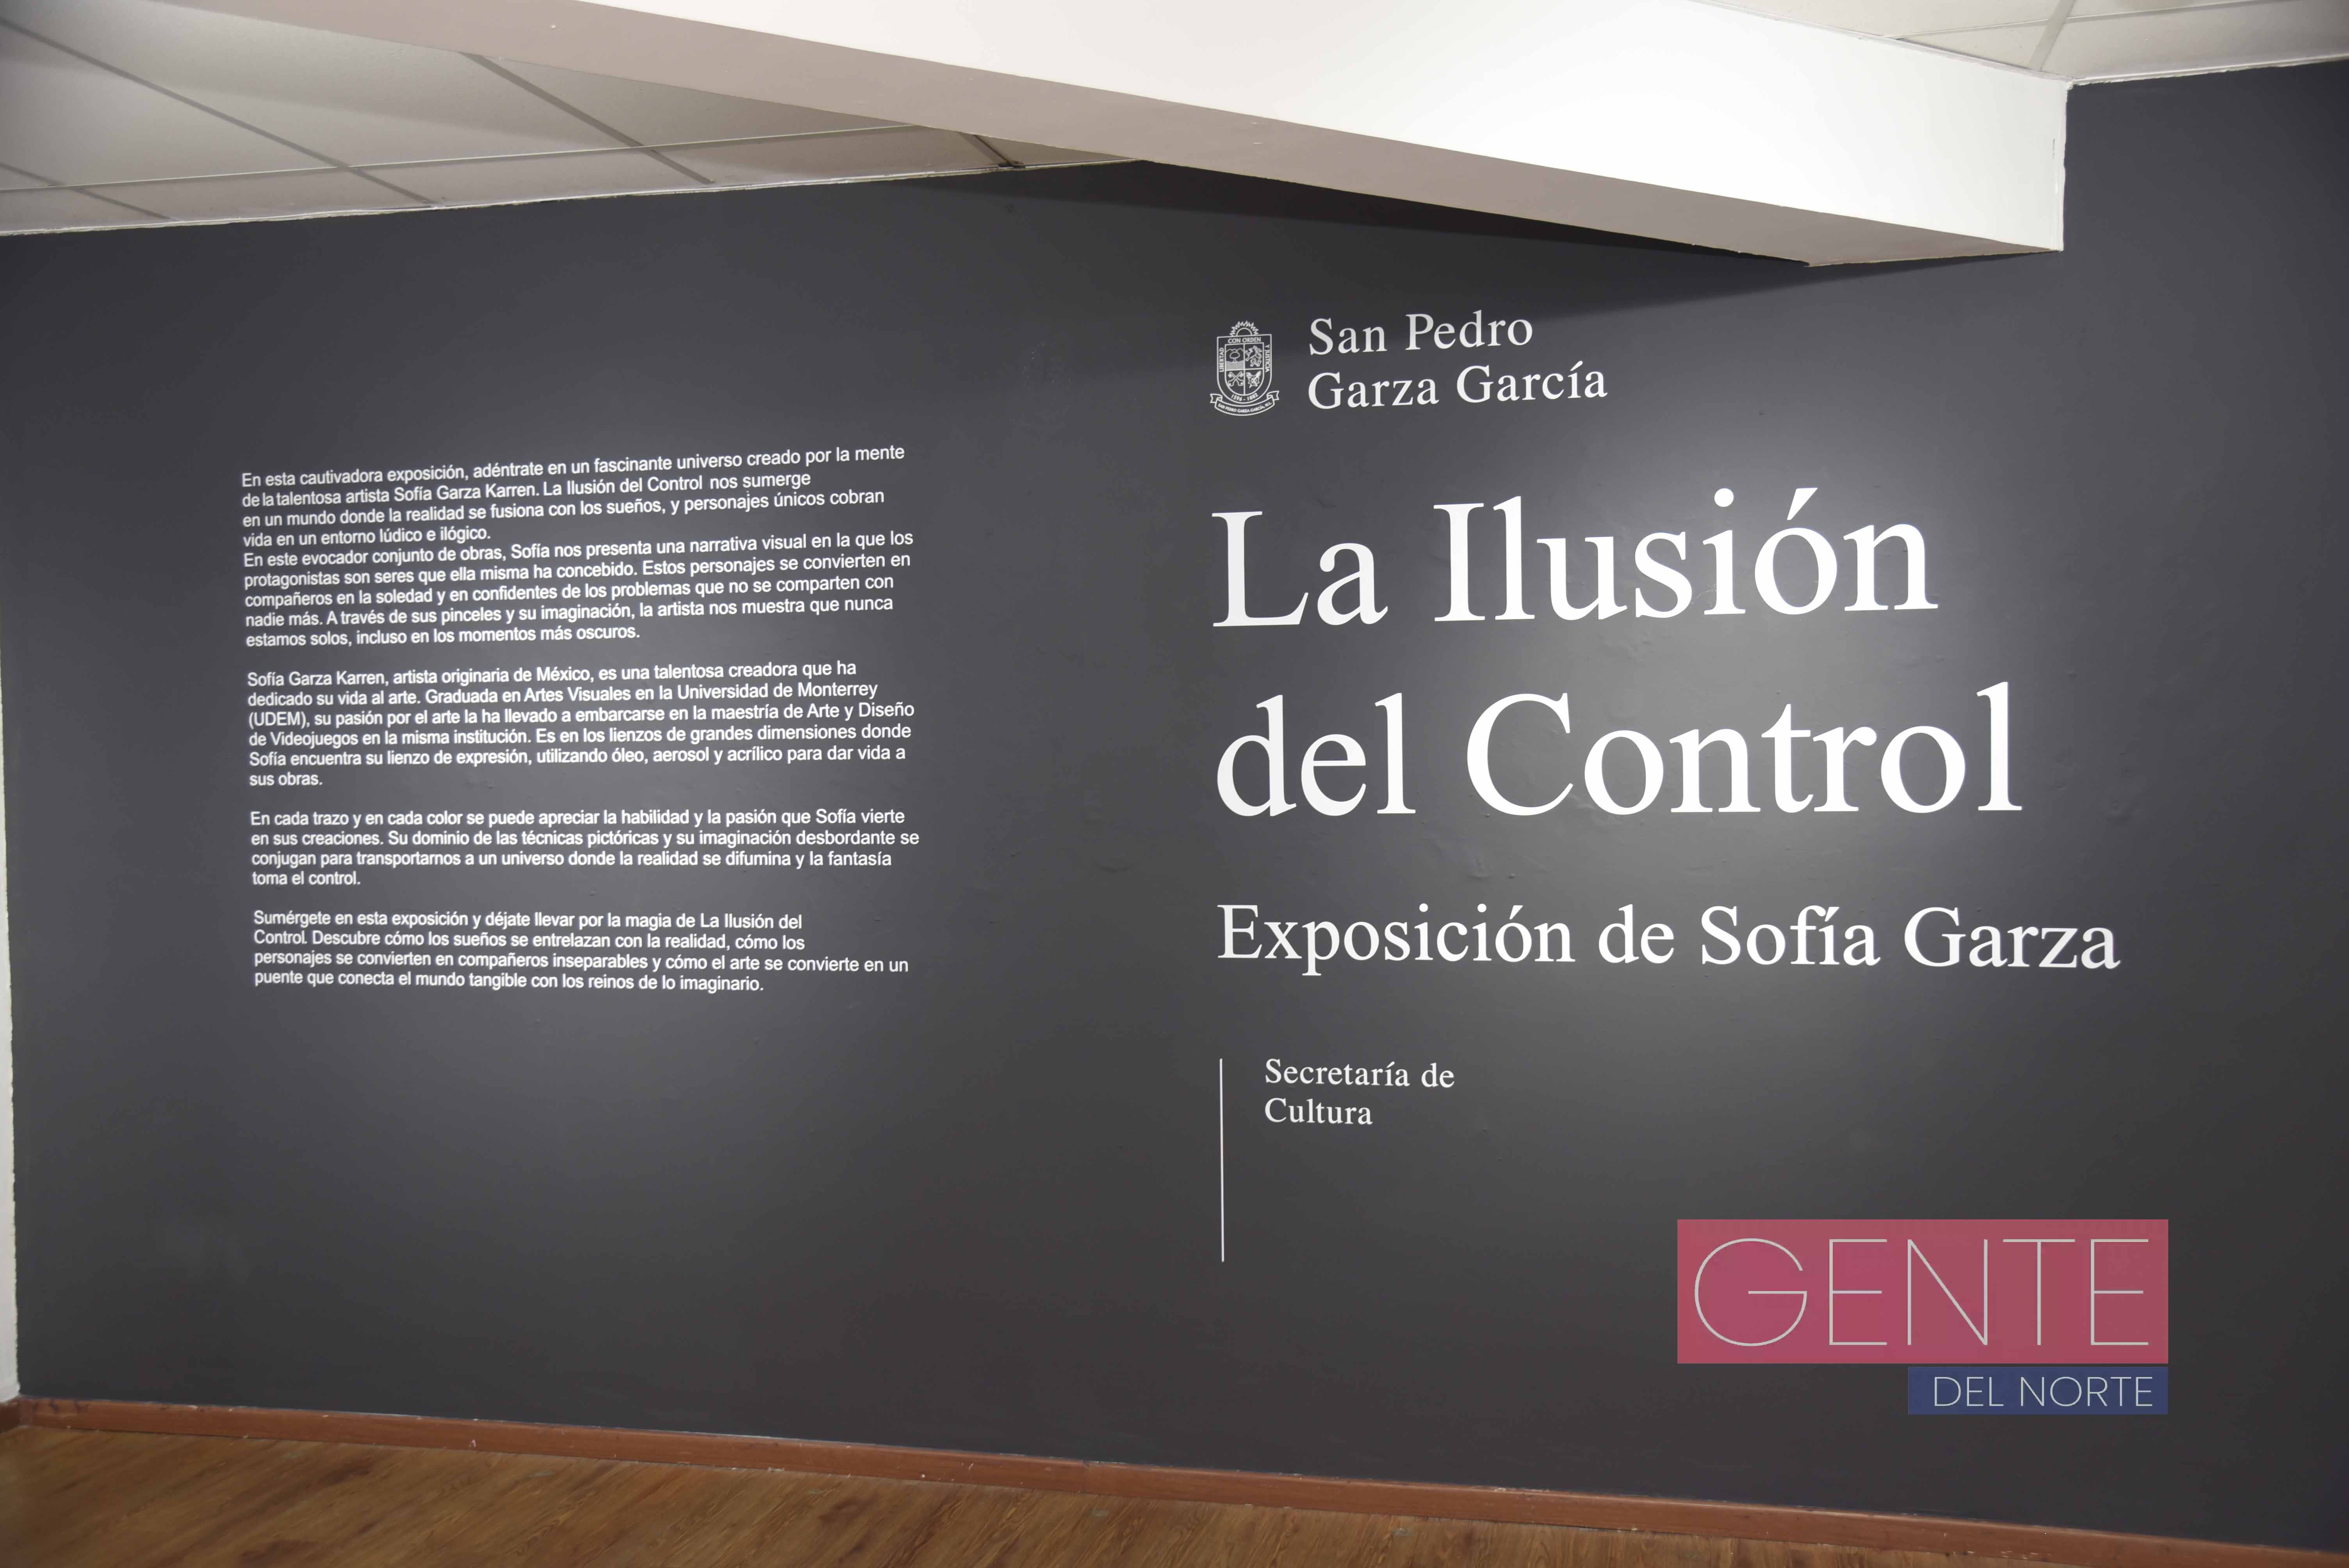 En esta cautivadora exposición, adéntrate en un fascinante universo creado por la mente
de la talentosa artista Sofía Garza Karren. La Ilusión del Control nos sumerge
en un mundo donde la realidad se fusiona con los sueños, y personajes únicos cobran
vida en un entorno lúdico e ilógico.
En este evocador conjunto de obras, Sofía nos presenta una narrativa visual en la que los
protagonistas son seres que ella misma ha concebido. Estos personajes se convierten en
compañeros en la soledad y en confidentes de los problemas que no se comparten con
nadie más. A través de sus pinceles y su imaginación, la artista nos muestra que nunca
estamos solos, incluso en los momentos más oscuros.
Sofía Garza Karren, artista originaria de México, es una talentosa creadora que ha
dedicado su vida al arte. Graduada en Artes Visuales en la Universidad de Monterrey
(UDEM), su pasión por el arte la ha llevado a embarcarse en la maestría de Arte y Diseño
de Videojuegos en la misma institución. Es en los lienzos de grandes dimensiones donde
Sofía encuentra su lienzo de expresión, utilizando óleo, aerosol y acrílico para dar vida a
sus obras.
En cada trazo y en cada color se puede apreciar la habilidad y la pasión que Sofía vierte
en sus creaciones. Su dominio de las técnicas pictóricas y su imaginación desbordante se
conjugan para transportarnos a un universo donde la realidad se difumina y la fantasía
toma el control.
Sumérgete en esta exposición y déjate llevar por la magia de La Ilusión del
Control. Descubre cómo los sueños se entrelazan con la realidad, cómo los
personajes se convierten en compañeros inseparables y cómo el arte se convierte en un
puente que conecta el mundo tangible con los reinos de lo imaginario.
CON ORDEN
LIBERTAD
Y JUSTICIA
SAN PEDRO GARZA GARCÍA, N.L.
San Pedro
Garza García
La Ilusión
del Control
Exposición de Sofía Garza
Secretaría de
Cultura
GENTE
DEL NORTE